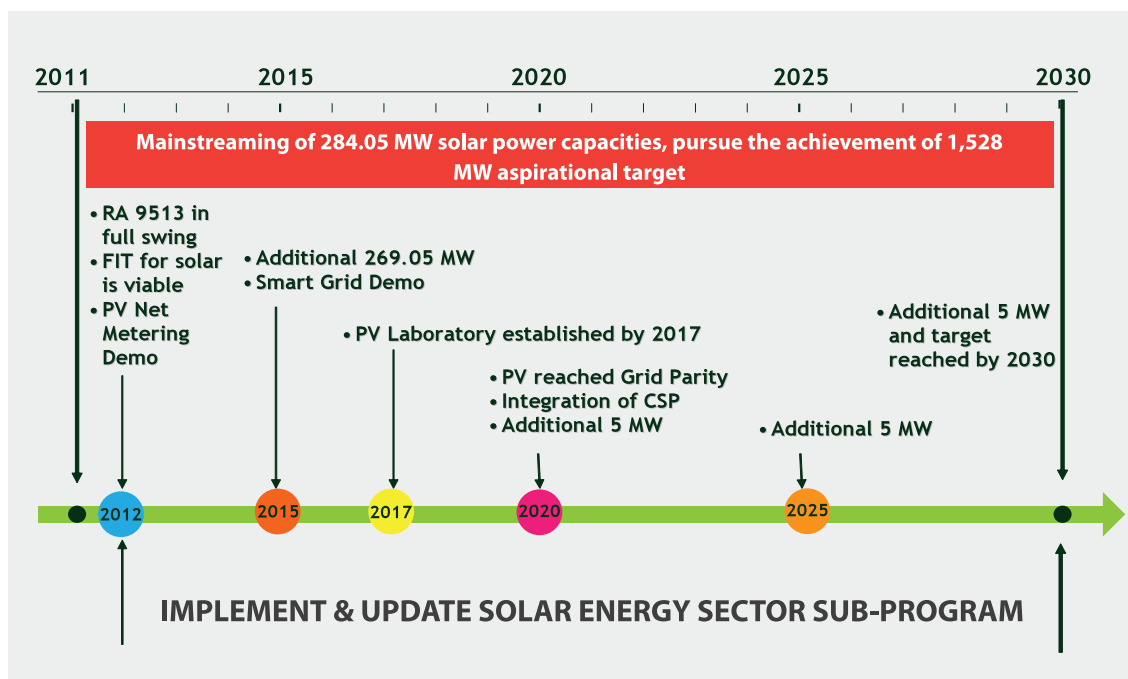 2011 2015 2020 2025 2030
Mainstreaming of 284.05 MW solar power capacities, pursue the achievement of 1,528
MW aspirational target
• RA 9513 in
full swing
• FIT for solar
is viable
• PV Net
Metering
Demo
• Additional 269.05 MW
• Smart Grid Demo
• PV Laboratory established by 2017
• PV reached Grid Parity
• Integration of CSP
• Additional 5 MW
• Additional 5 MW
• Additional 5 MW
and target
reached by 2030
2012 2015 2017 2020 2025
IMPLEMENT & UPDATE SOLAR ENERGY SECTOR SUB-PROGRAM